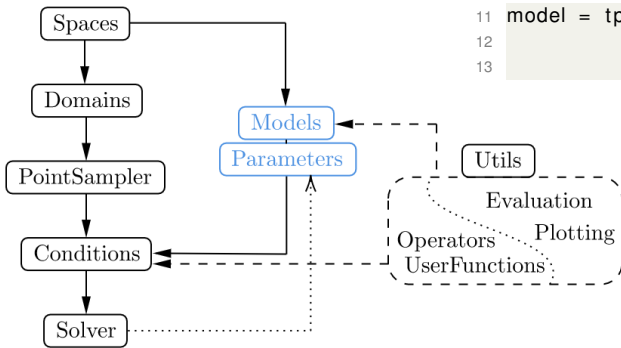 Spaces
11 model = tp
12
13
Domains
Models
Parameters
PointSampler
Utils
Evaluation
Plotting
Operators
UserFunctions
Conditions
Solver